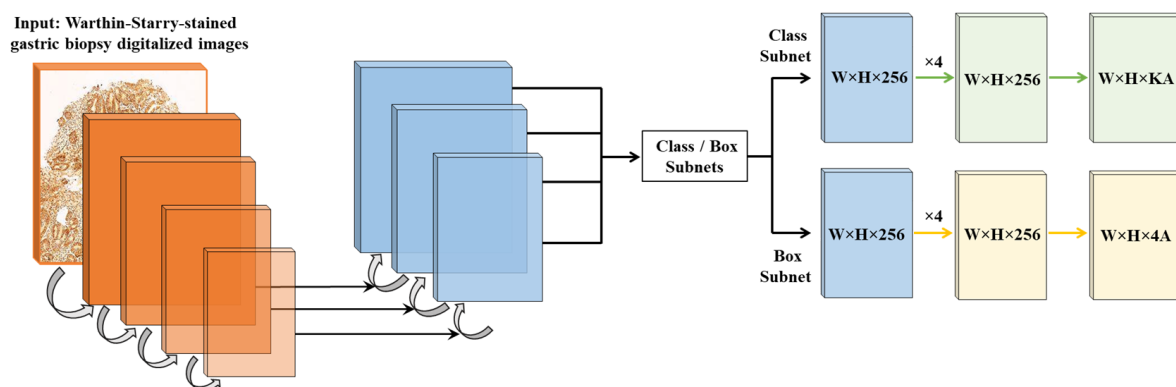 Input: Warthin-Starry-stained
gastric biopsy digitalized images
Class
Subnet
W×H×256
×4
W×H×256
W×H×KA
Class / Box
Subnets
W×H×256
×4
W×H×256
W×H×4A
Box
Subnet